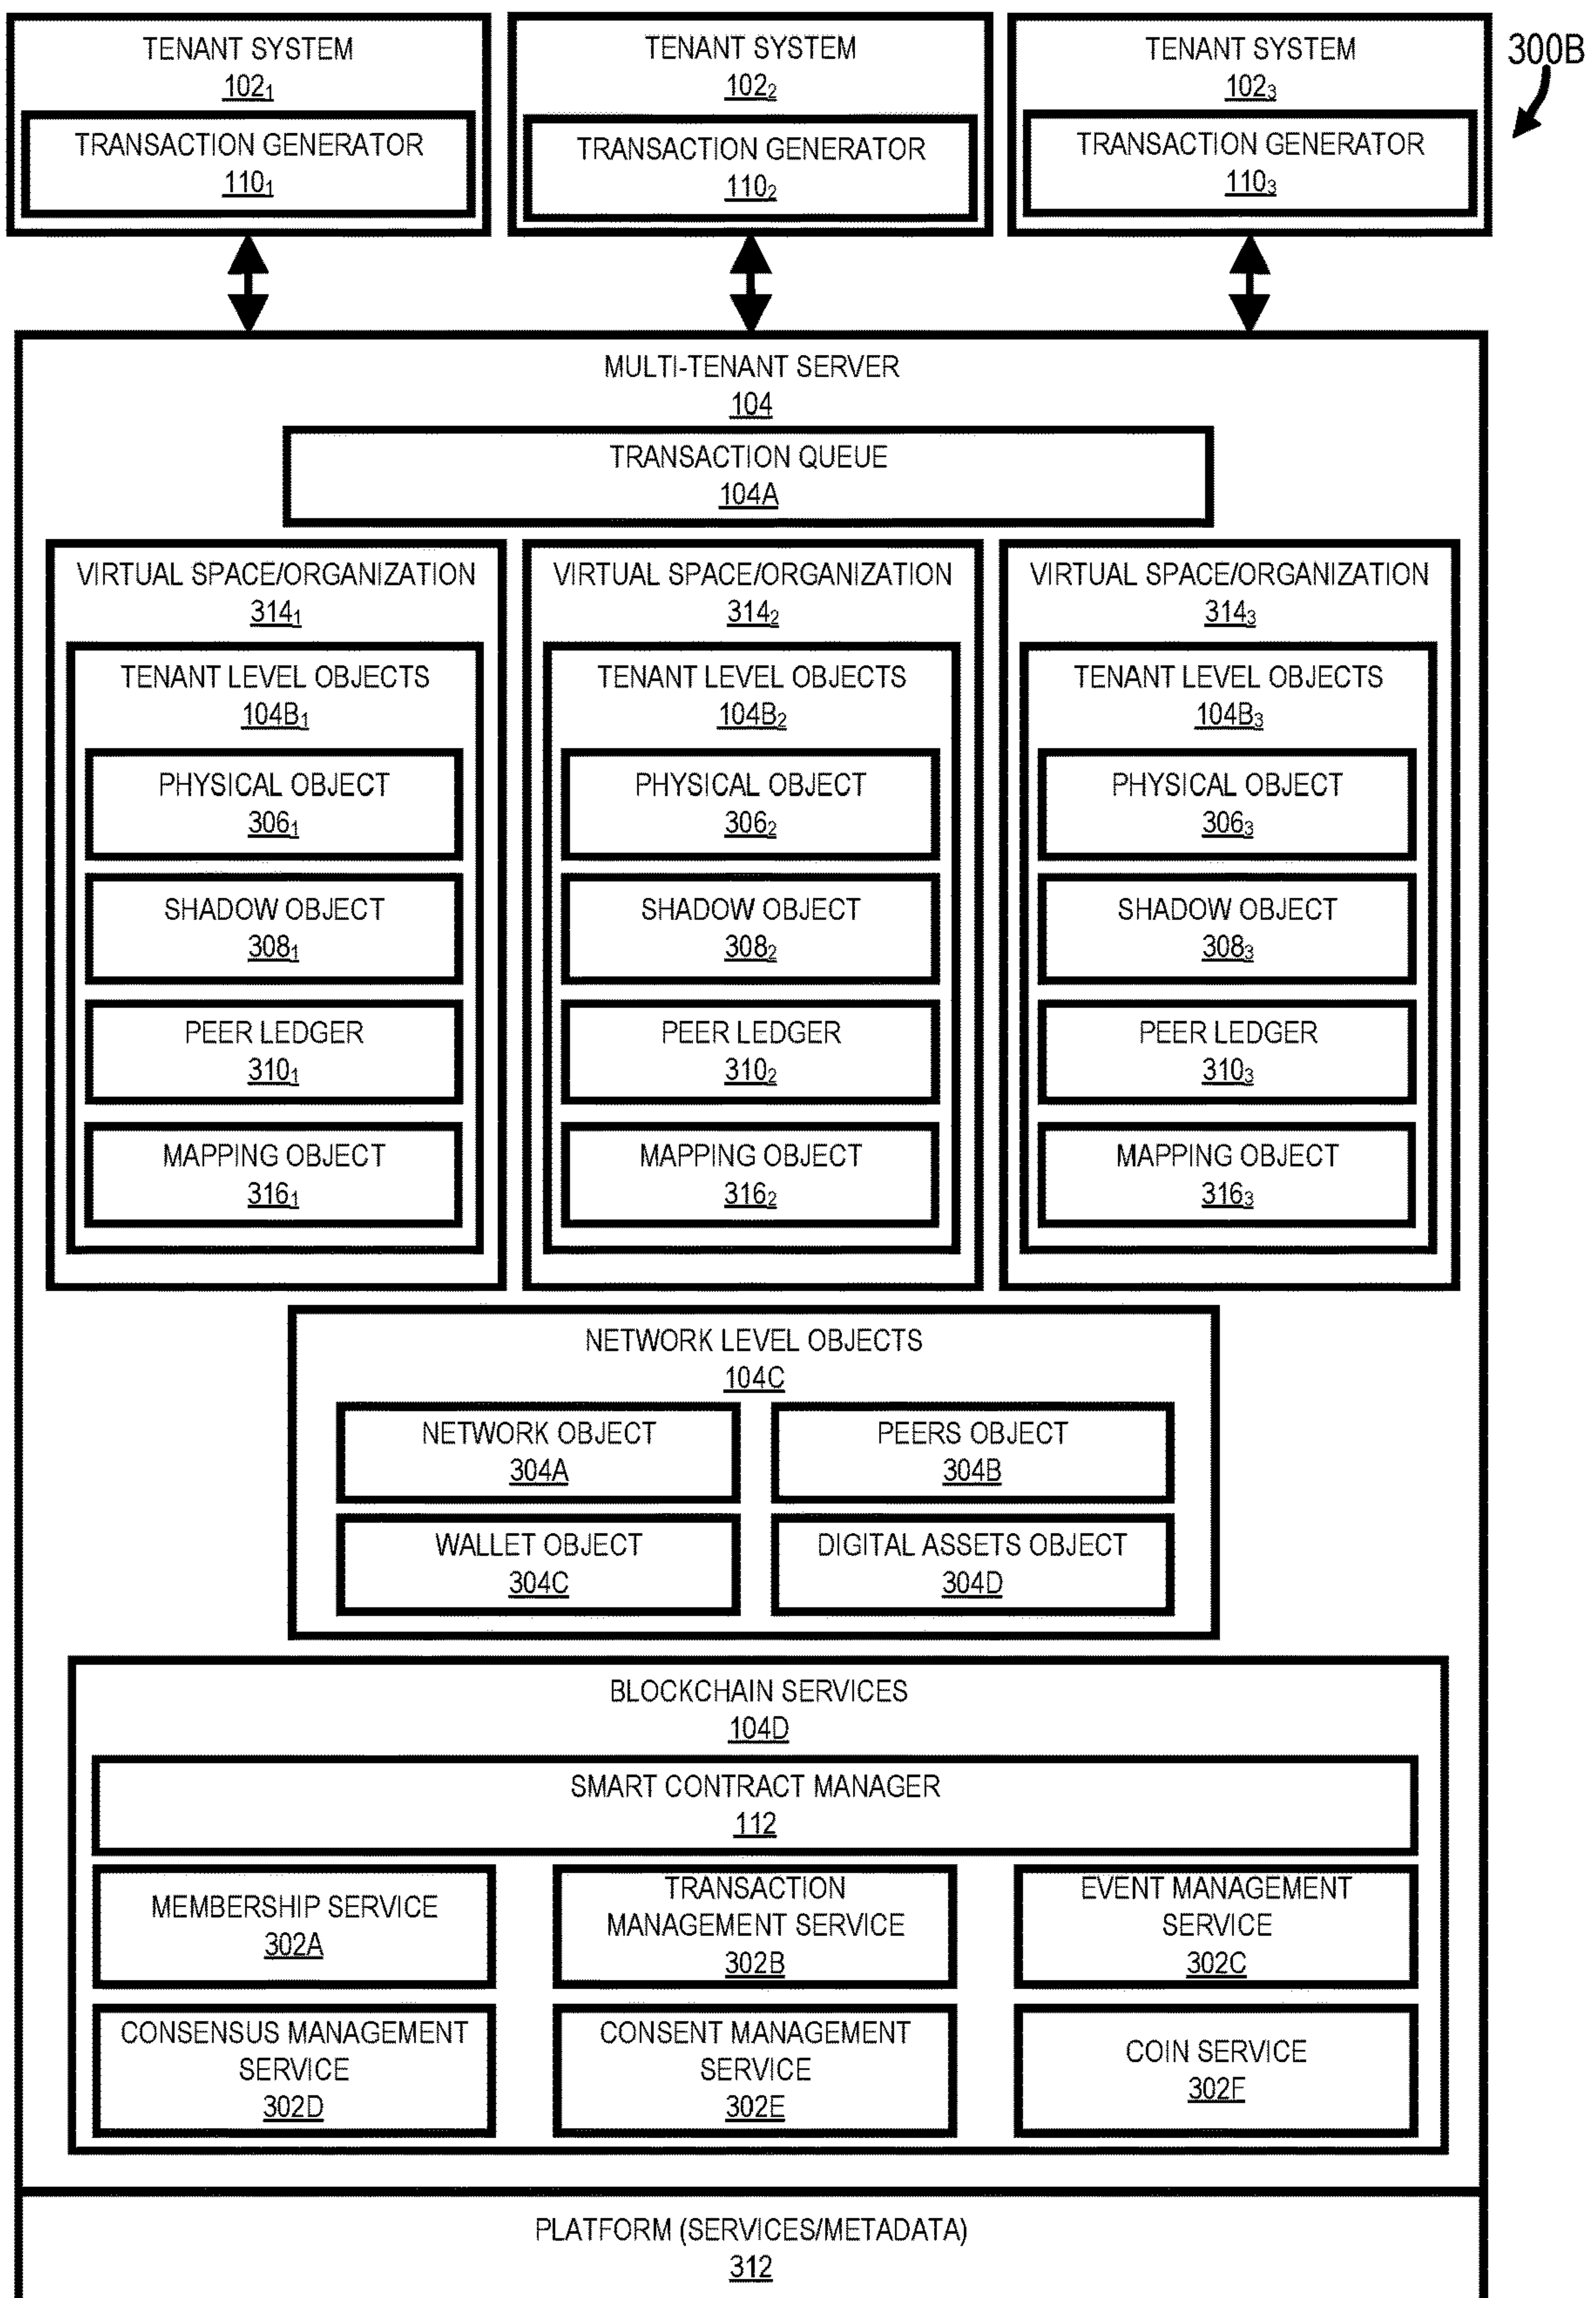 300B
TENANT SYSTEM
102₁
TRANSACTION GENERATOR
110₁
TENANT SYSTEM
102₂
TRANSACTION GENERATOR
110₂
TENANT SYSTEM
102₃
TRANSACTION GENERATOR
110₃
MULTI-TENANT SERVER
104
TRANSACTION QUEUE
104A
VIRTUAL SPACE/ORGANIZATION
314₁
TENANT LEVEL OBJECTS
104B₁
PHYSICAL OBJECT
306₁
SHADOW OBJECT
308₁
PEER LEDGER
310₁
MAPPING OBJECT
316₁
VIRTUAL SPACE/ORGANIZATION
314₂
TENANT LEVEL OBJECTS
104B₂
PHYSICAL OBJECT
306₂
SHADOW OBJECT
308₂
PEER LEDGER
310₂
MAPPING OBJECT
316₂
VIRTUAL SPACE/ORGANIZATION
314₃
TENANT LEVEL OBJECTS
104B₃
PHYSICAL OBJECT
306₃
SHADOW OBJECT
308₃
PEER LEDGER
310₃
MAPPING OBJECT
316₃
NETWORK LEVEL OBJECTS
104C
NETWORK OBJECT
304A
PEERS OBJECT
304B
WALLET OBJECT
304C
DIGITAL ASSETS OBJECT
304D
BLOCKCHAIN SERVICES
104D
SMART CONTRACT MANAGER
112
MEMBERSHIP SERVICE
302A
TRANSACTION
MANAGEMENT SERVICE
302B
EVENT MANAGEMENT
SERVICE
302C
CONSENSUS MANAGEMENT
SERVICE
302D
CONSENT MANAGEMENT
SERVICE
302E
COIN SERVICE
302F
PLATFORM (SERVICES/METADATA)
312